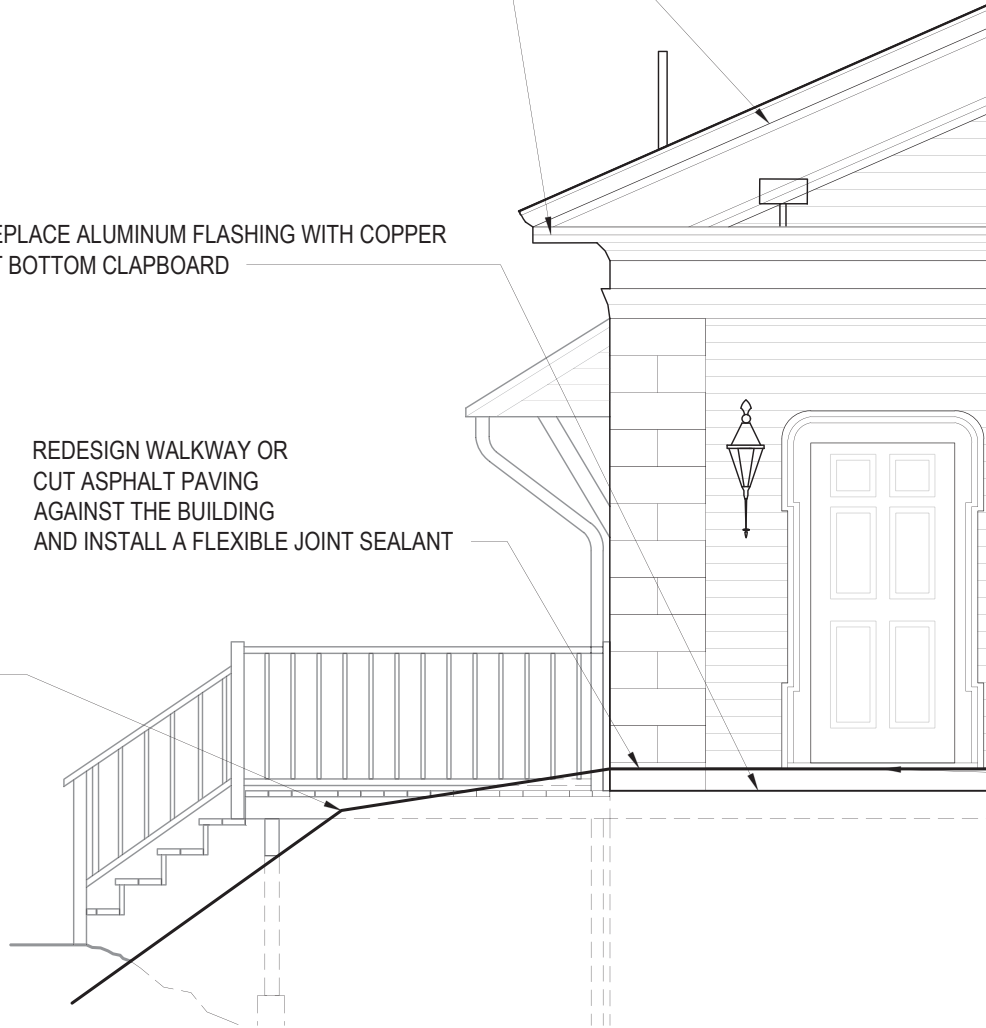 EPLACE ALUMINUM FLASHING WITH COPPER
T BOTTOM CLAPBOARD
REDESIGN WALKWAY OR
CUT ASPHALT PAVING
AGAINST THE BUILDING
AND INSTALL A FLEXIBLE JOINT SEALANT